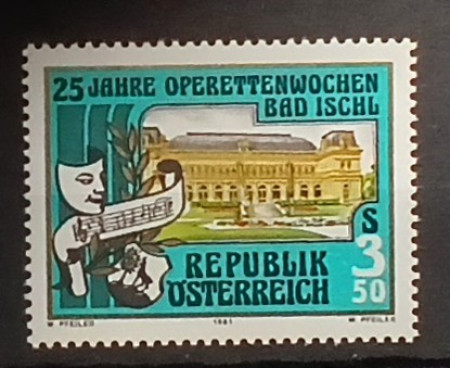 25 JAHRE OPERETTENWOCHEN
BAD ISCHL
S
3
50
REPUBLIK
ÖSTERREICH
W. PFEILER 1981 W. PFEILER